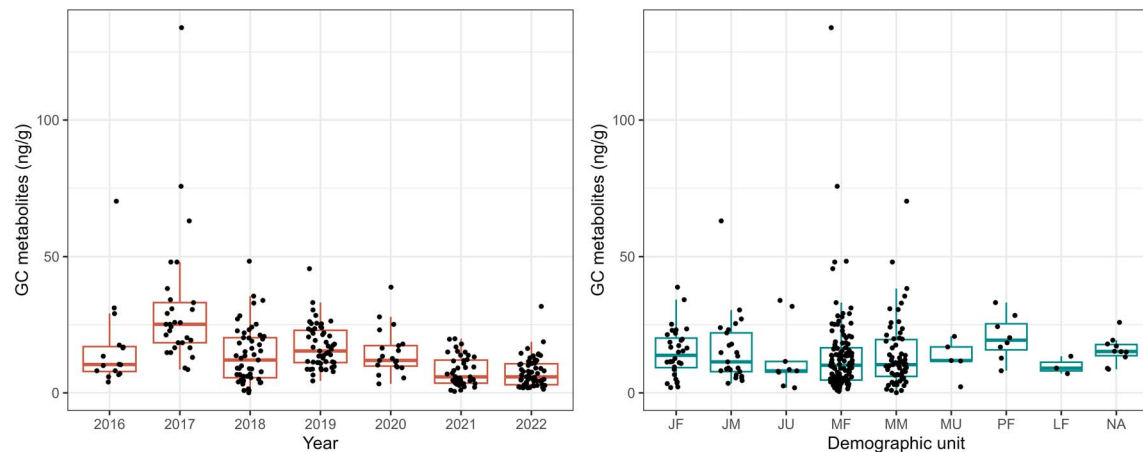 GC metabolites (ng/g)
100
50
0
2016 2017 2018 2019 2020 2021 2022
Year
GC metabolites (ng/g)
100
50
0
JF JM JU MF MM MU PF LF NA
Demographic unit